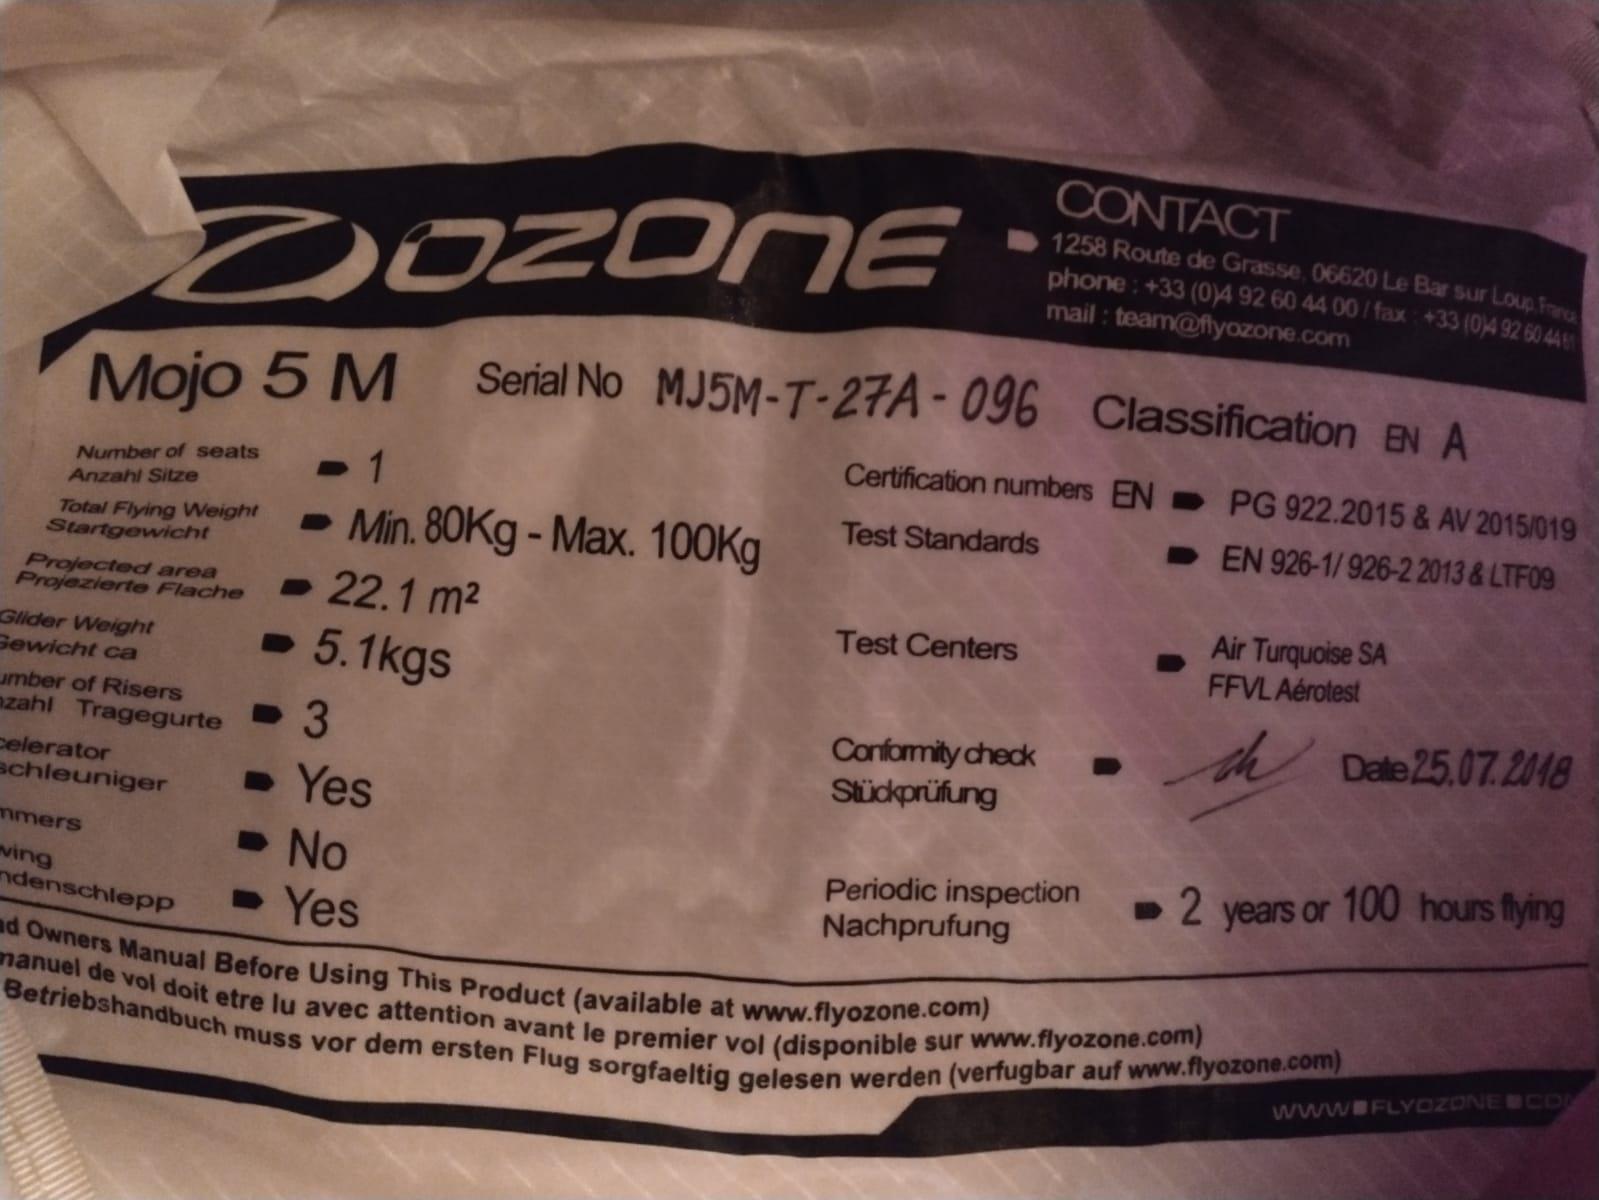 OZONE
CONTACT
1258 Route de Grasse, 06620 Le Bar sur Loup, France
phone : +33 (0)4 92 60 44 00 / fax : +33 (0)4 92 60 44
mail : team@flyozone.com
Mojo 5 M
Serial No MJ5M-T-27A-096
Classification EN A
Number of seats
Anzahl Sitze
1
Total Flying Weight
Startgewicht
Min. 80Kg - Max. 100Kg
Projected area
Projezierte Flache
22.1 m²
Glider Weight
Gewicht ca
5.1kgs
umber of Risers
zahl Tragegurte
3
celerator
schleuniger
Yes
mmers
No
wing
ndenschlepp
Yes
Certification numbers EN PG 922.2015 & AV 2015/019
Test Standards
EN 926-1/ 926-2 2013 & LTF09
Test Centers
Air Turquoise SA
FFVL Aérotest
Conformity check
Stückprüfung
Date 25.07.2018
Periodic inspection
Nachprufung
2 years or 100 hours flying
ad Owners Manual Before Using This Product (available at www.flyozone.com)
manuel de vol doit etre lu avec attention avant le premier vol (disponible sur www.flyozone.com)
Betriebshandbuch muss vor dem ersten Flug sorgfaeltig gelesen werden (verfugbar auf www.flyozone.com)
WWW FLYOZONE CO